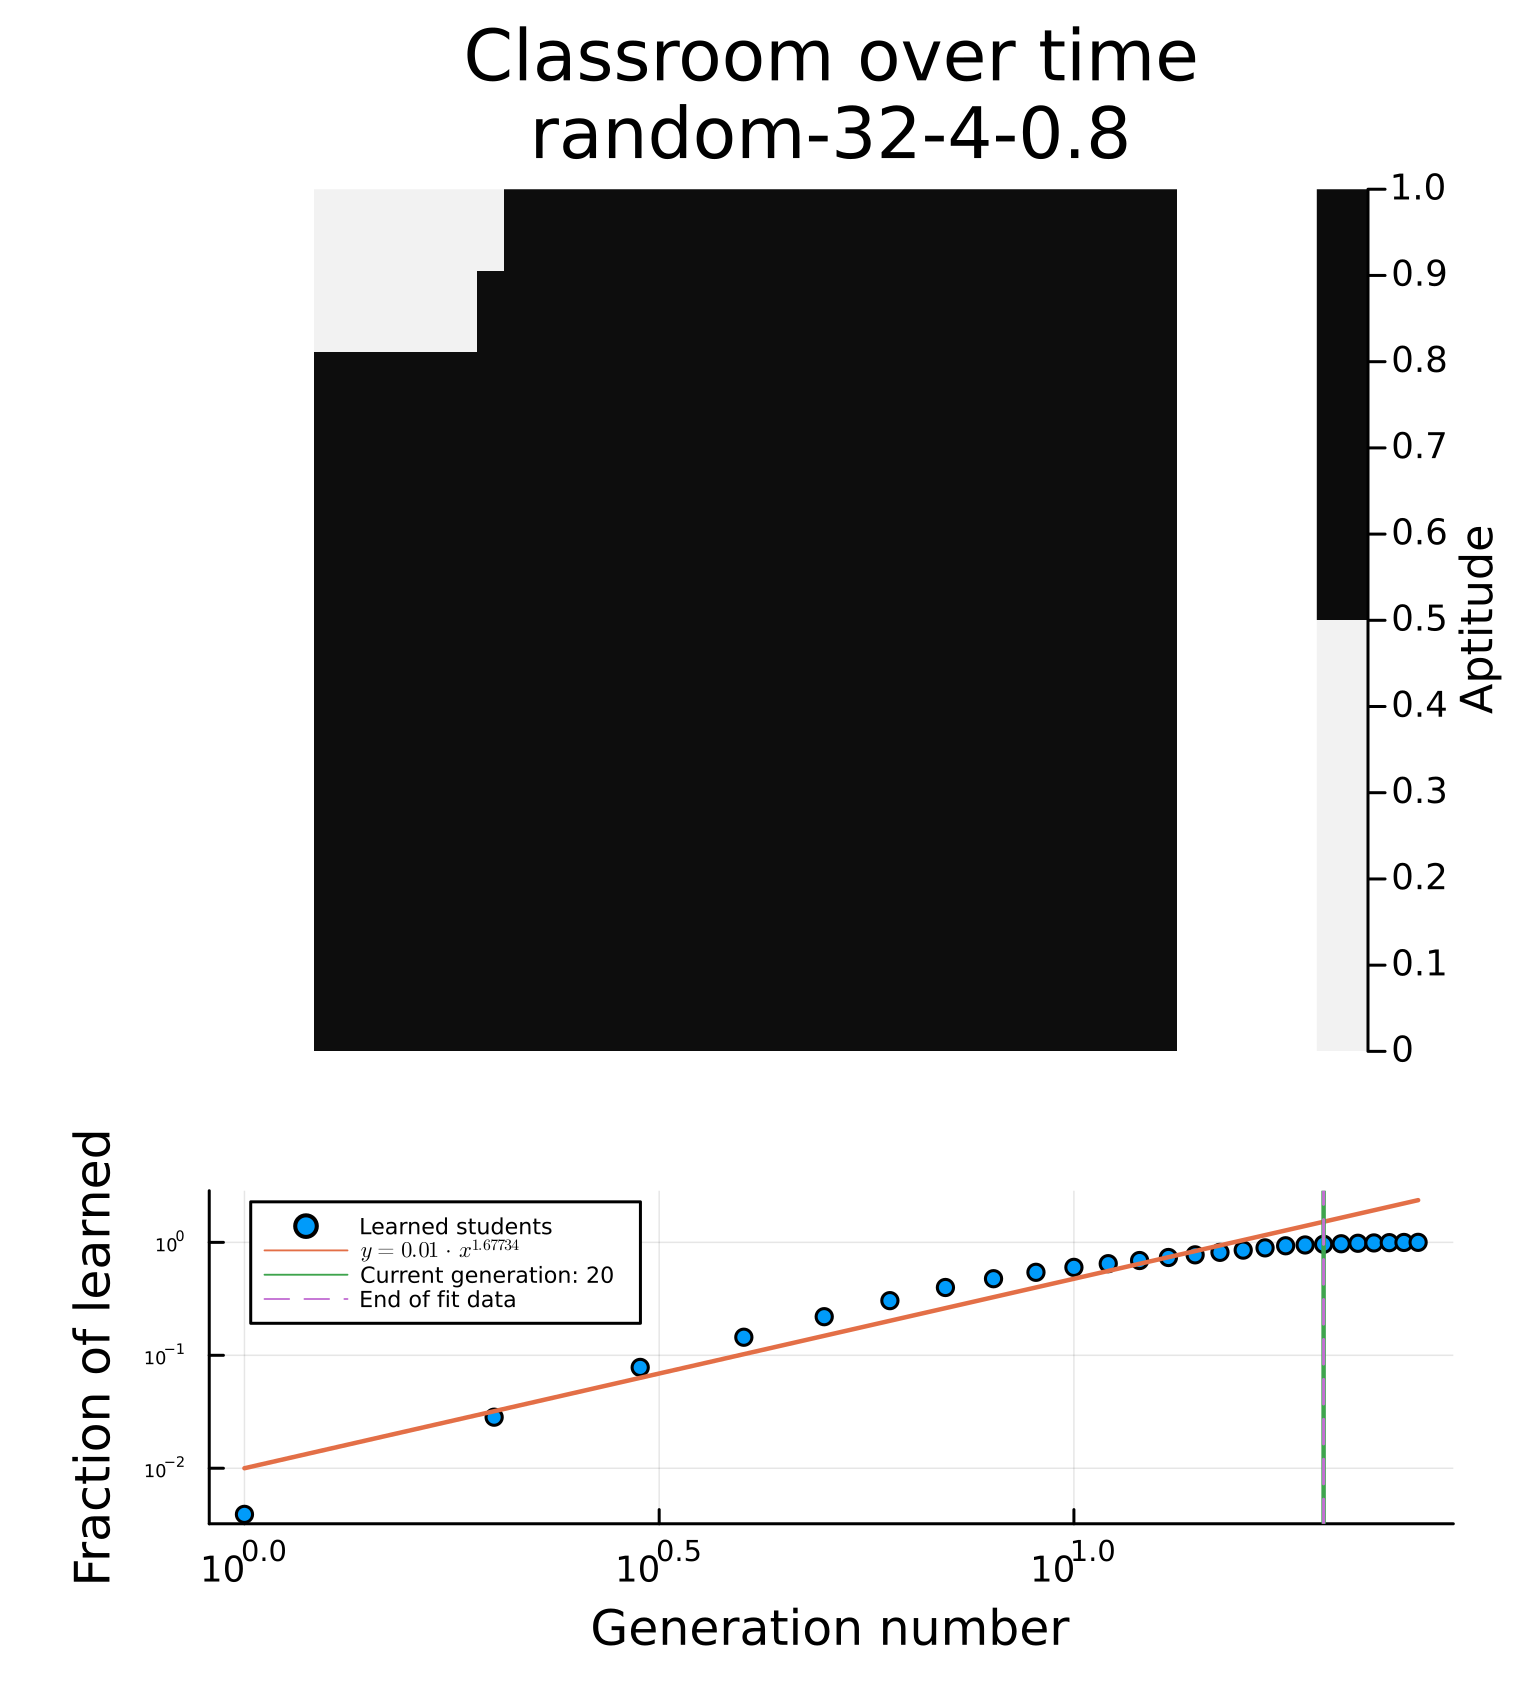 Classroom over time
random-32-4-0.8
1.0
0.9
0.8
0.7
0.6
0.5
0.4
0.3
0.2
0.1
0
Aptitude
Fraction of learned
10⁰
10⁻¹
10⁻²
Learned students
y = 0.01 · x^1.67734
Current generation: 20
End of fit data
10^0.0
10^0.5
10^1.0
Generation number